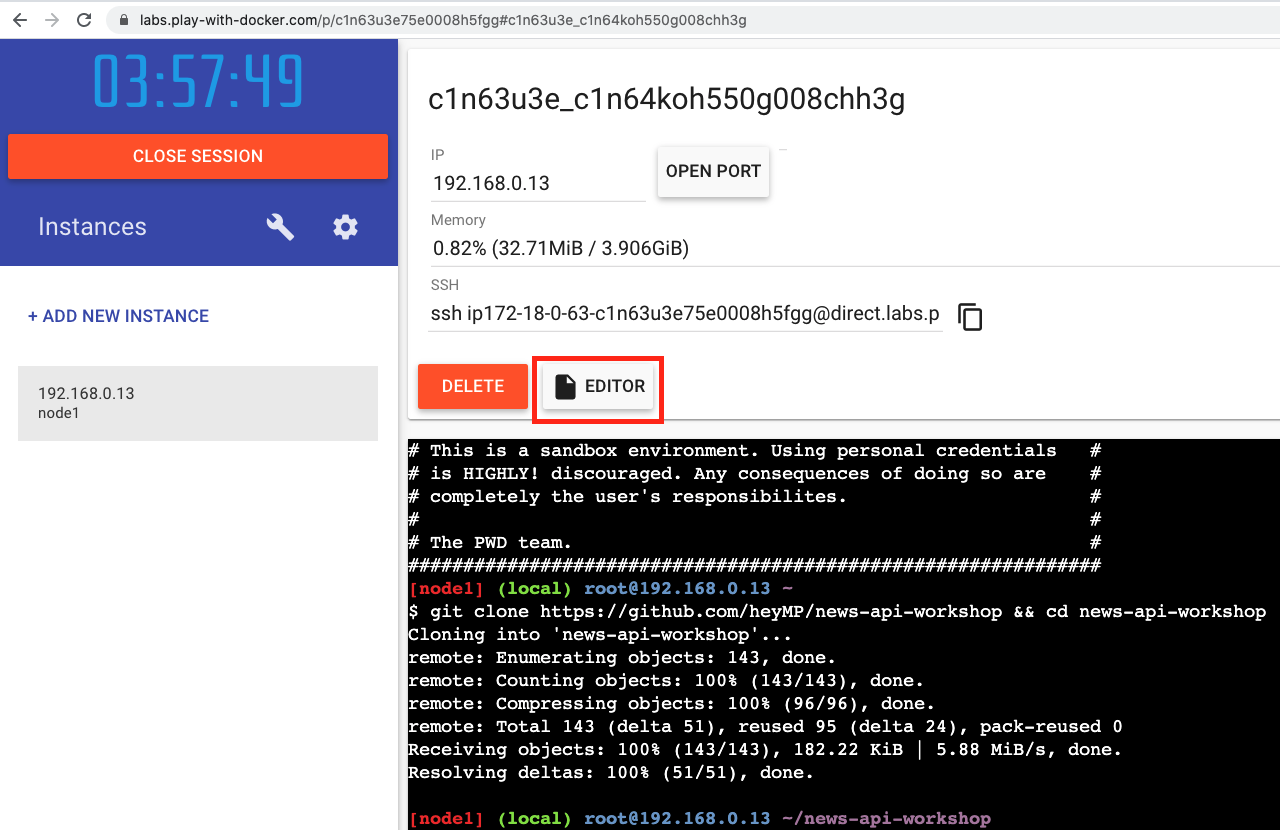 labs.play-with-docker.com/p/c1n63u3e75e0008h5fgg#c1n63u3e_c1n64koh550g008chh3g
03:57:49
CLOSE SESSION
Instances
+ ADD NEW INSTANCE
192.168.0.13
node1
c1n63u3e_c1n64koh550g008chh3g
IP
192.168.0.13
OPEN PORT
Memory
0.82% (32.71MiB / 3.906GiB)
SSH
ssh ip172-18-0-63-c1n63u3e75e0008h5fgg@direct.labs.p
DELETE
EDITOR
# This is a sandbox environment. Using personal credentials #
# is HIGHLY! discouraged. Any consequences of doing so are #
# completely the user's responsibilites. #
# #
# The PWD team. #
###############################################################
[node1] (local) root@192.168.0.13 ~
$ git clone https://github.com/heyMP/news-api-workshop && cd news-api-workshop
Cloning into 'news-api-workshop'...
remote: Enumerating objects: 143, done.
remote: Counting objects: 100% (143/143), done.
remote: Compressing objects: 100% (96/96), done.
remote: Total 143 (delta 51), reused 95 (delta 24), pack-reused 0
Receiving objects: 100% (143/143), 182.22 KiB | 5.88 MiB/s, done.
Resolving deltas: 100% (51/51), done.
[node1] (local) root@192.168.0.13 ~/news-api-workshop